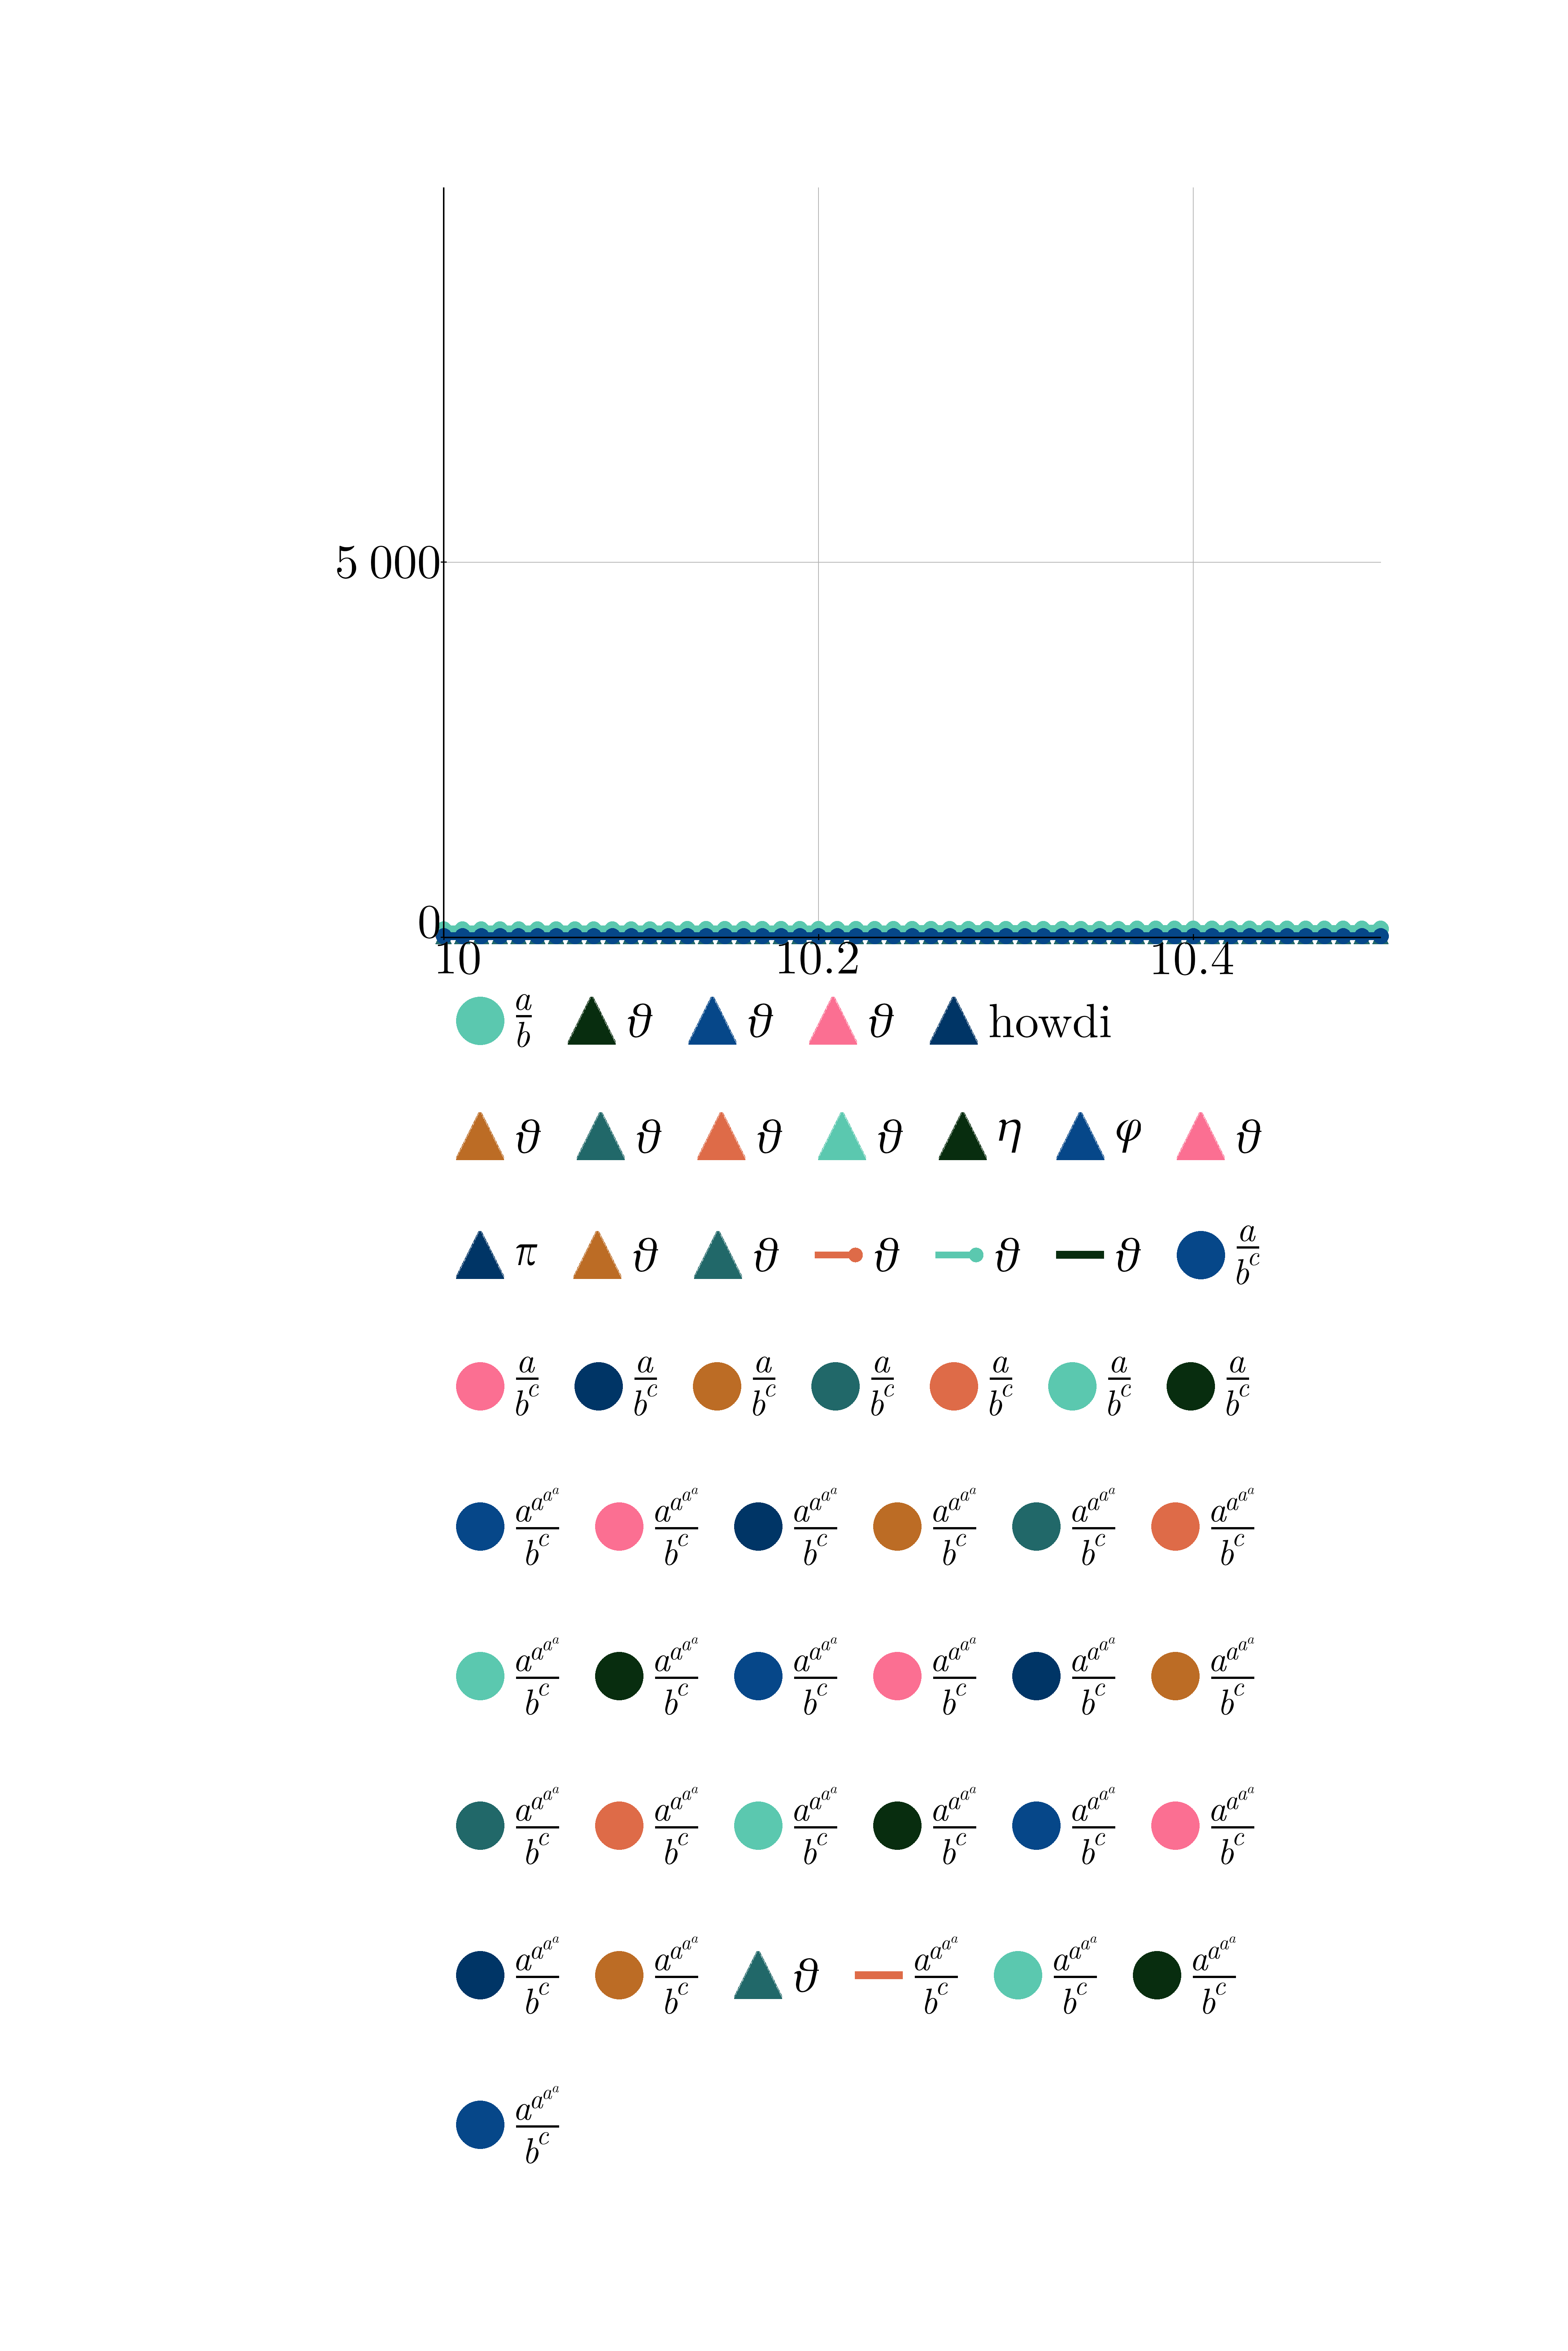 5 000
0
10 10.2 10.4
a/b ϑ ϑ ϑ howdi
ϑ ϑ ϑ ϑ η φ ϑ
π ϑ ϑ ϑ ϑ ϑ a/b^c
a/b^c a/b^c a/b^c a/b^c a/b^c a/b^c a/b^c
a^{a^{a^a}}/b^c a^{a^{a^a}}/b^c a^{a^{a^a}}/b^c a^{a^{a^a}}/b^c a^{a^{a^a}}/b^c a^{a^{a^a}}/b^c
a^{a^{a^a}}/b^c a^{a^{a^a}}/b^c a^{a^{a^a}}/b^c a^{a^{a^a}}/b^c a^{a^{a^a}}/b^c a^{a^{a^a}}/b^c
a^{a^{a^a}}/b^c a^{a^{a^a}}/b^c a^{a^{a^a}}/b^c a^{a^{a^a}}/b^c a^{a^{a^a}}/b^c a^{a^{a^a}}/b^c
a^{a^{a^a}}/b^c a^{a^{a^a}}/b^c ϑ a^{a^{a^a}}/b^c a^{a^{a^a}}/b^c a^{a^{a^a}}/b^c
a^{a^{a^a}}/b^c